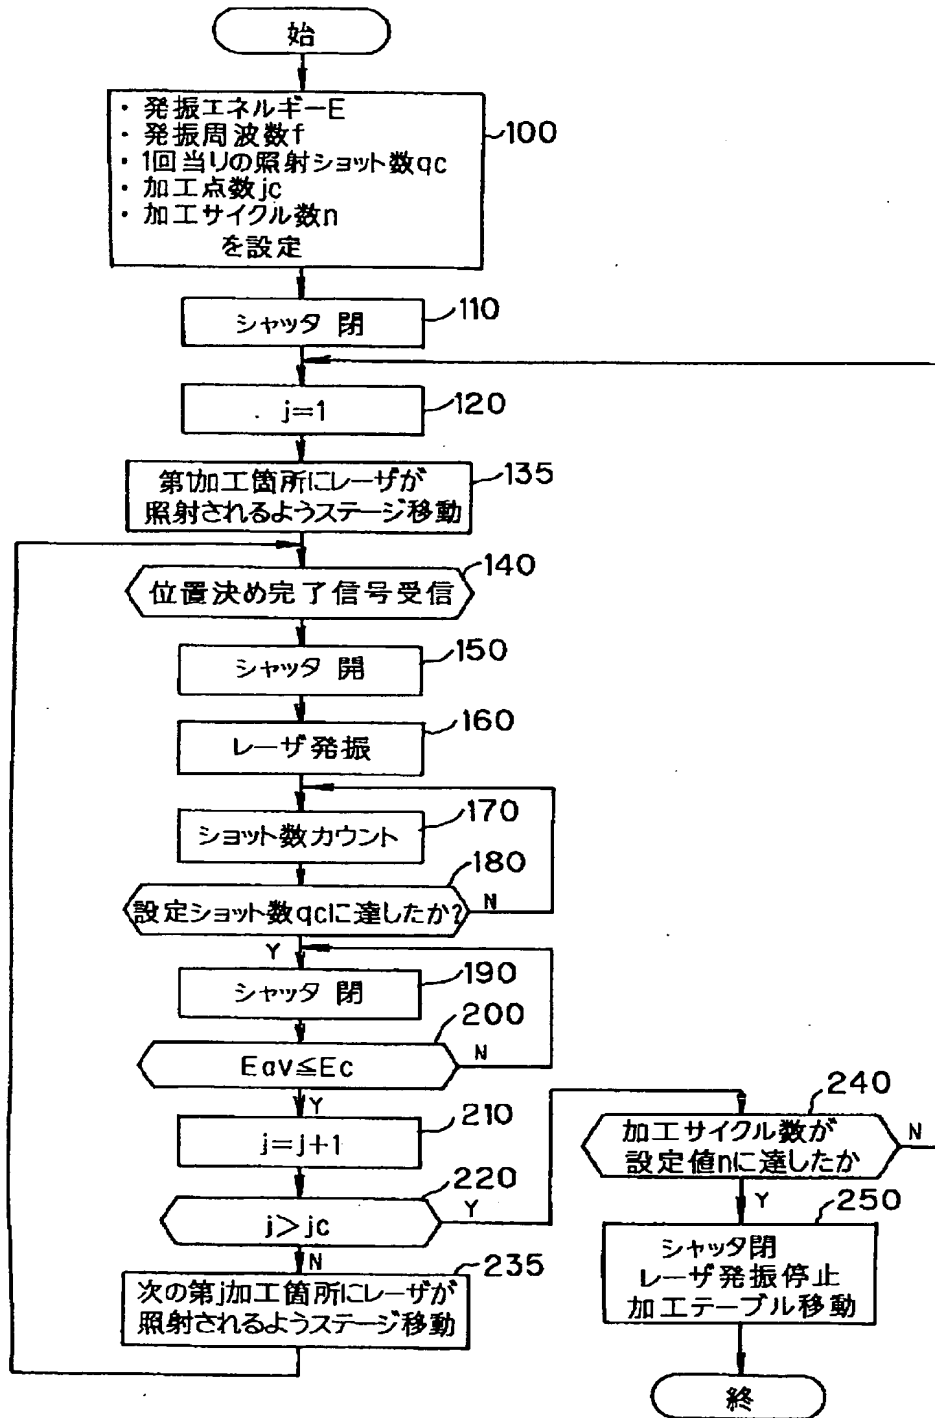 始
・発振エネルギーE
・発振周波数f
・1回当りの照射ショット数qc
・加工点数jc
・加工サイクル数n
を設定
100
シャッタ 閉
110
j=1
120
第1加工箇所にレーザが
照射されるようステージ移動
135
位置決め完了信号受信
140
シャッタ 開
150
レーザ発振
160
ショット数カウント
170
設定ショット数qcに達したか?
180
N
Y
シャッタ 閉
190
Eav≦Ec
200
N
Y
j=j+1
210
j>jc
220
Y
N
次の第j加工箇所にレーザが
照射されるようステージ移動
235
加工サイクル数が
設定値nに達したか
240
N
Y
シャッタ閉
レーザ発振停止
加工テーブル移動
250
終